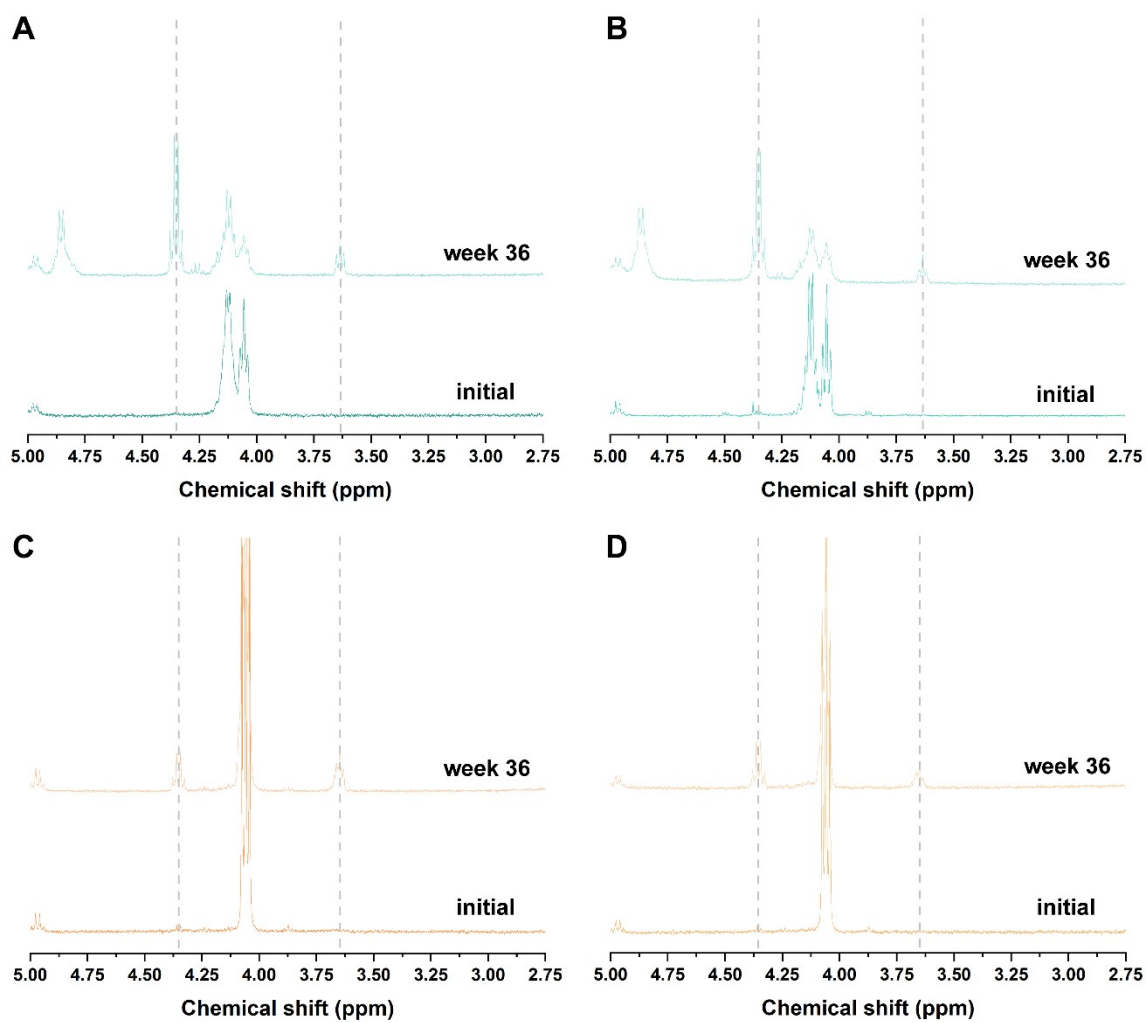 A
week 36
initial
5.00 4.75 4.50 4.25 4.00 3.75 3.50 3.25 3.00 2.75
Chemical shift (ppm)
B
week 36
initial
5.00 4.75 4.50 4.25 4.00 3.75 3.50 3.25 3.00 2.75
Chemical shift (ppm)
C
week 36
initial
5.00 4.75 4.50 4.25 4.00 3.75 3.50 3.25 3.00 2.75
Chemical shift (ppm)
D
week 36
initial
5.00 4.75 4.50 4.25 4.00 3.75 3.50 3.25 3.00 2.75
Chemical shift (ppm)